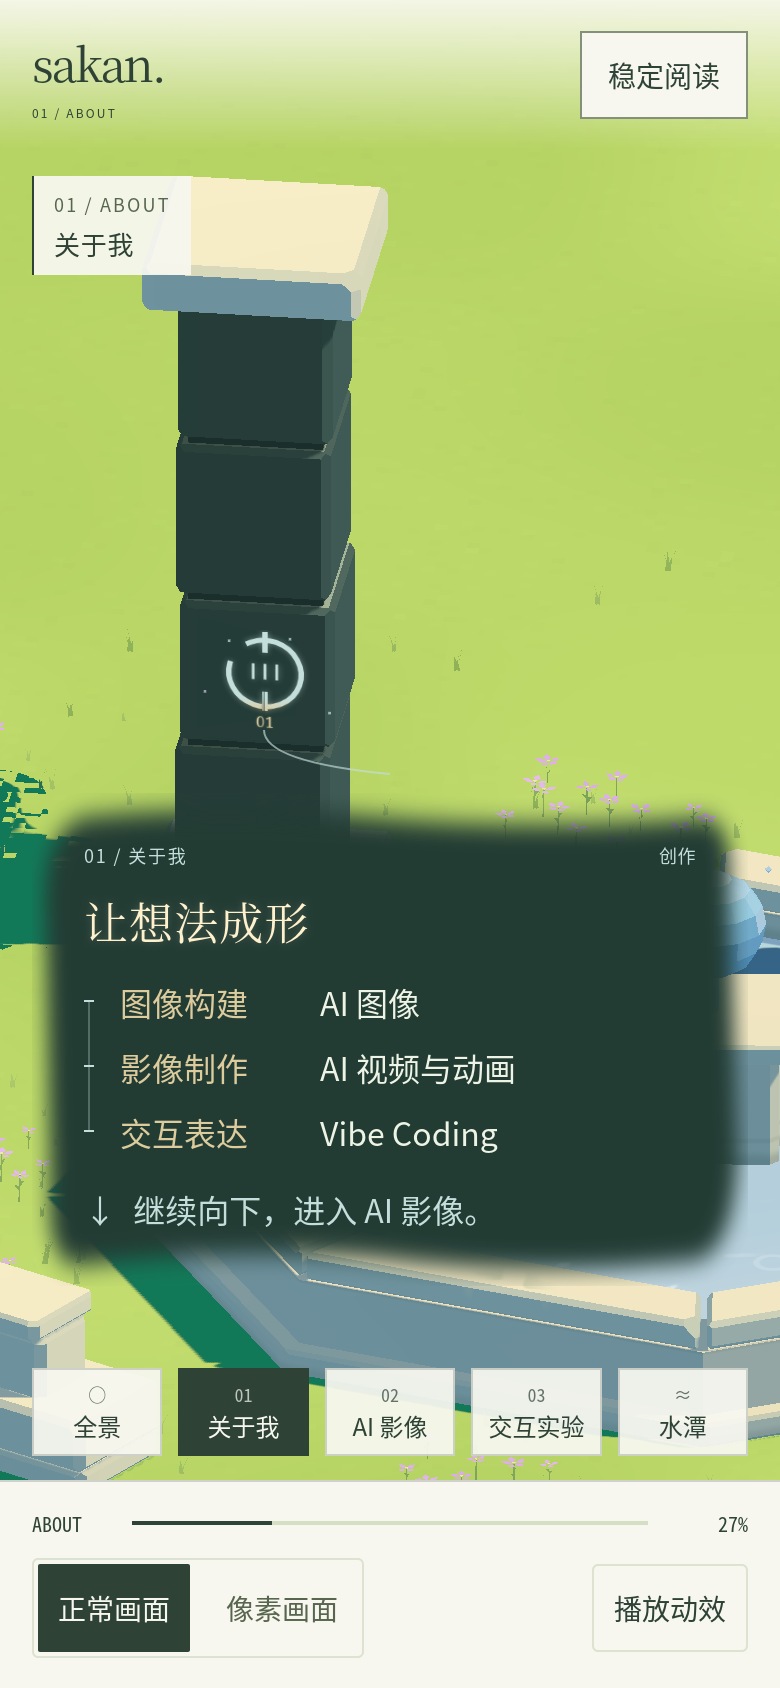 sakan.
01 / ABOUT
稳定阅读
01 / ABOUT
关于我
01
01 / 关于我
创作
让想法成形
图像构建 AI 图像
影像制作 AI 视频与动画
交互表达 Vibe Coding
↓ 继续向下，进入 AI 影像。
○
全景
01
关于我
02
AI 影像
03
交互实验
≈
水潭
ABOUT
27%
正常画面
像素画面
播放动效